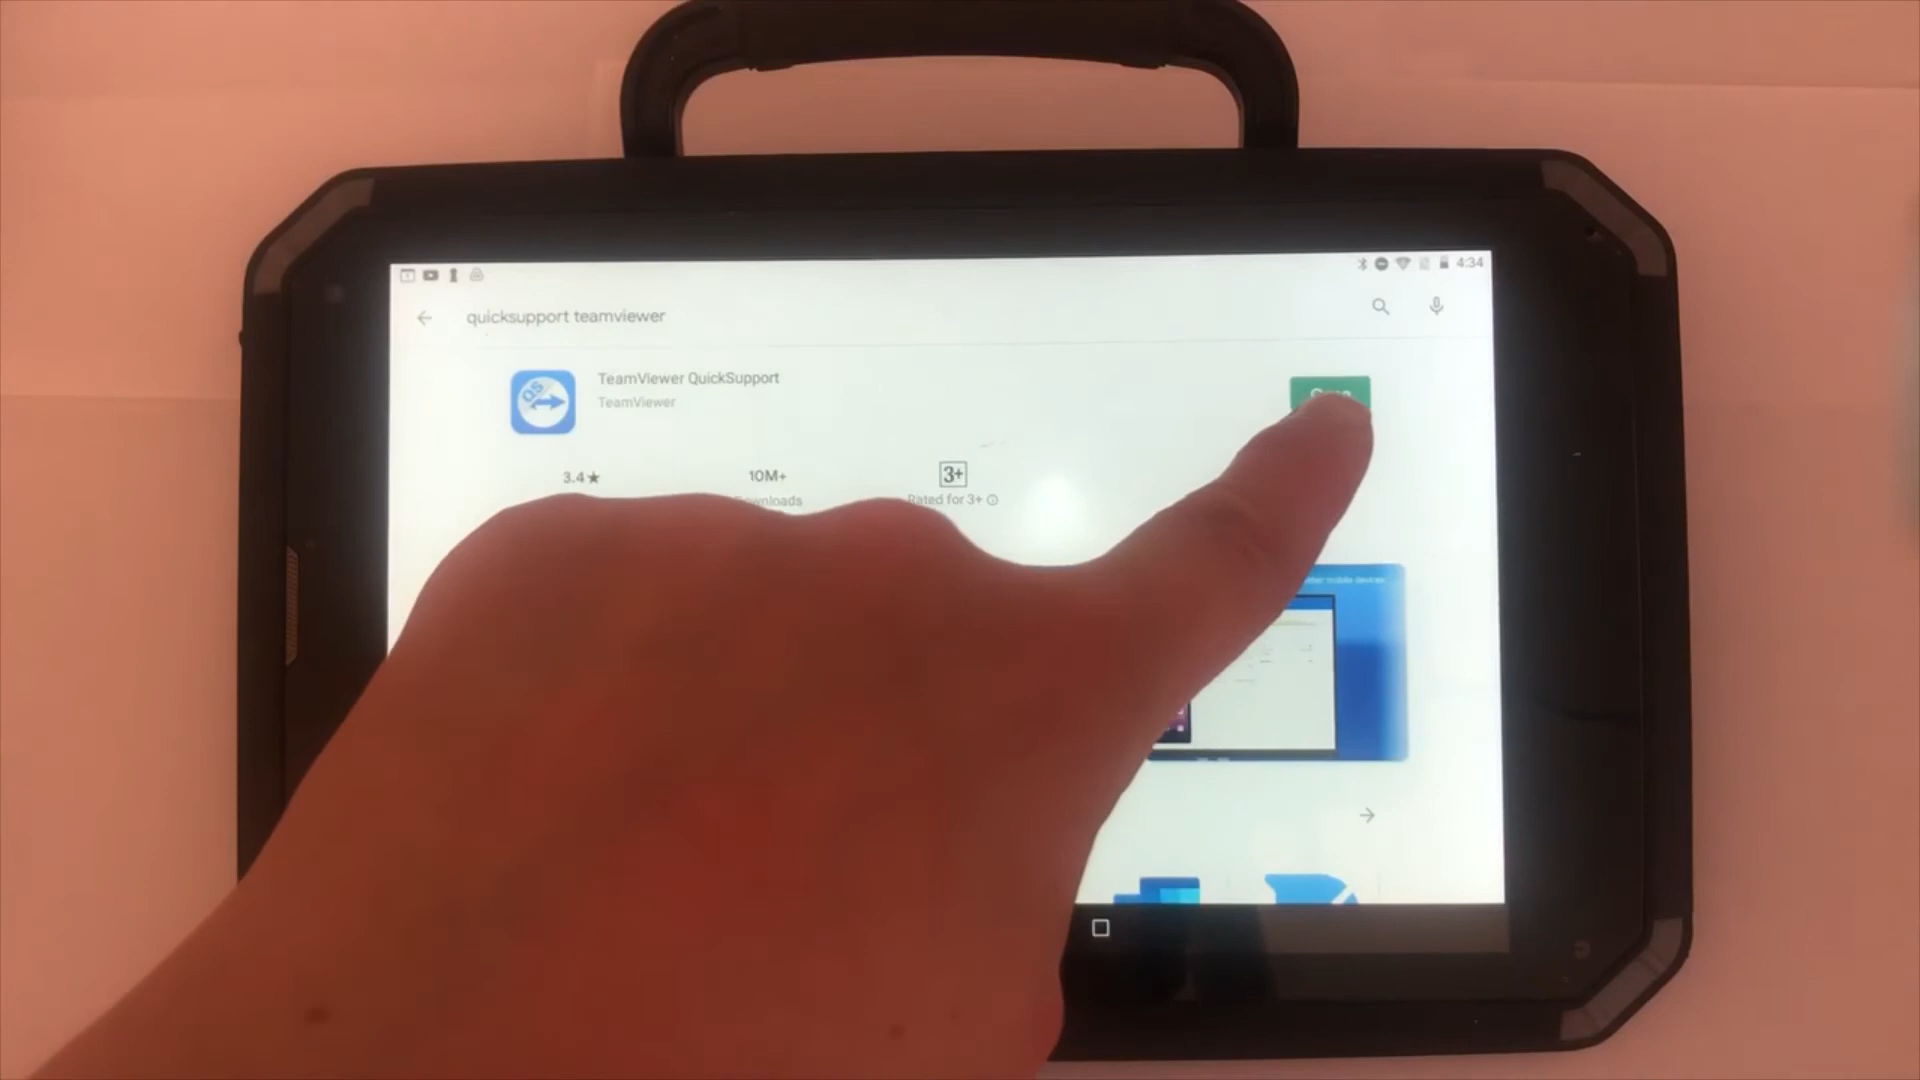 4:34
quicksupport teamviewer
TeamViewer QuickSupport
QS
TeamViewer
3.4★
10M+
3+
Rated for 3+